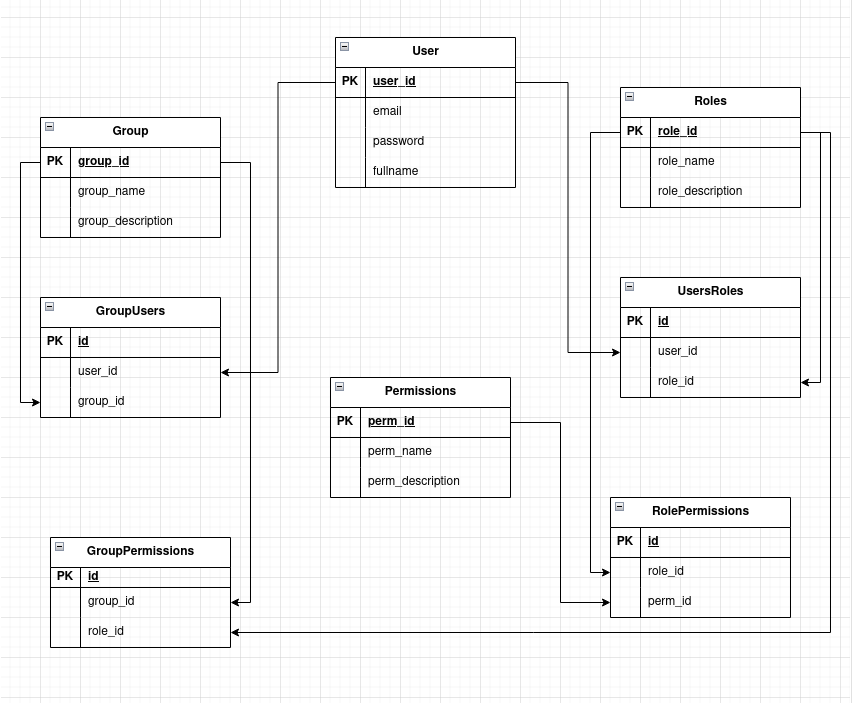 User
PK user_id
email
password
fullname
Roles
PK role_id
role_name
role_description
Group
PK group_id
group_name
group_description
GroupUsers
PK id
user_id
group_id
UsersRoles
PK id
user_id
role_id
Permissions
PK perm_id
perm_name
perm_description
RolePermissions
PK id
role_id
perm_id
GroupPermissions
PK id
group_id
role_id